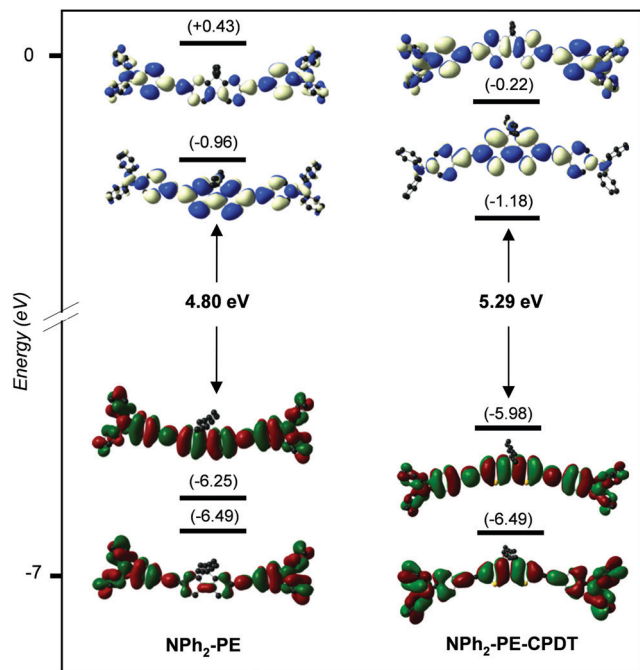 (+0.43)
0
(-0.22)
(-0.96)
(-1.18)
4.80 eV
5.29 eV
Energy (eV)
(-5.98)
(-6.25)
(-6.49)
(-6.49)
-7
NPh₂-PE
NPh₂-PE-CPDT